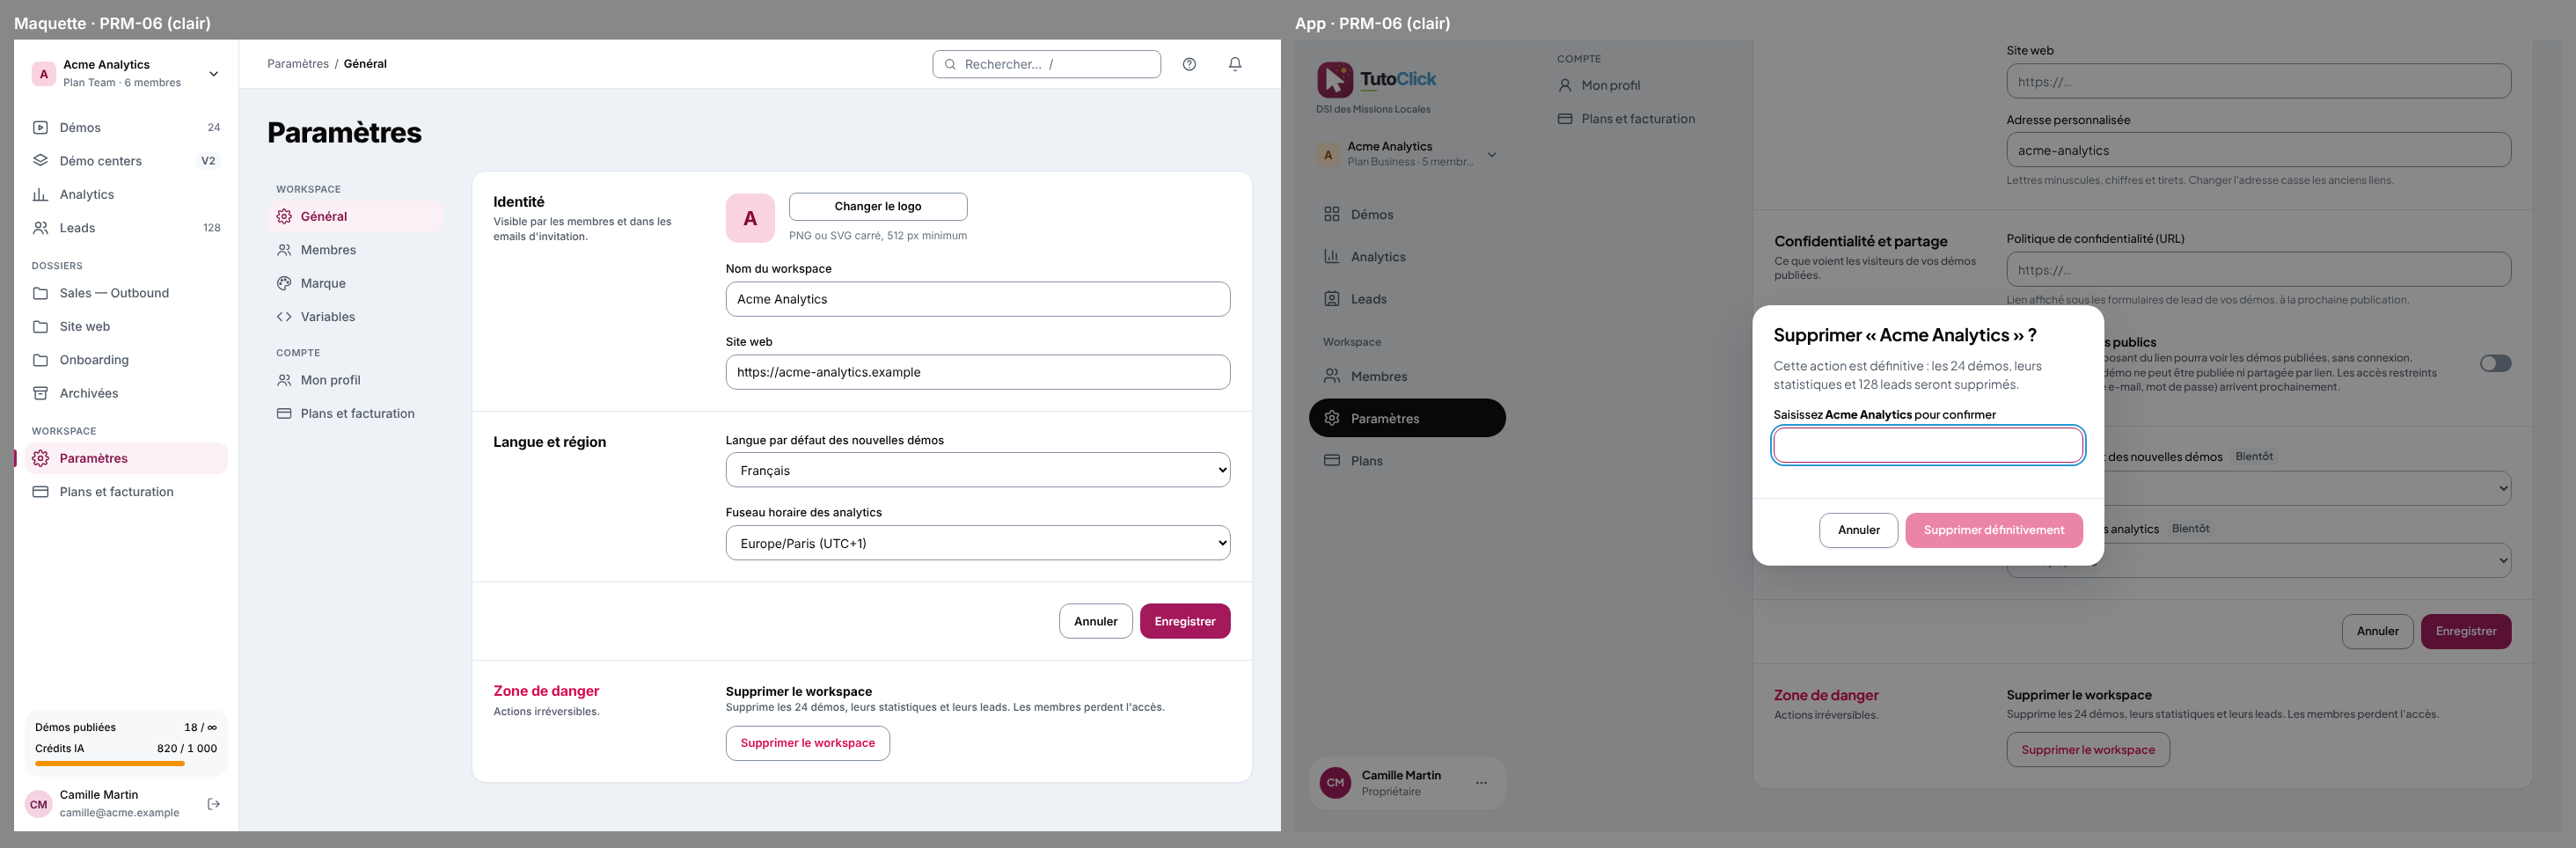 Maquette · PRM-06 (clair)
A
Acme Analytics
Plan Team · 6 membres
Démos 24
Démo centers V2
Analytics
Leads 128
DOSSIERS
Sales — Outbound
Site web
Onboarding
Archivées
WORKSPACE
Paramètres
Plans et facturation
Démos publiées 18 / ∞
Crédits IA 820 / 1 000
CM
Camille Martin
camille@acme.example
Paramètres / Général
Rechercher... /
Paramètres
WORKSPACE
Général
Membres
Marque
Variables
COMPTE
Mon profil
Plans et facturation
Identité
Visible par les membres et dans les
emails d'invitation.
A
Changer le logo
PNG ou SVG carré, 512 px minimum
Nom du workspace
Acme Analytics
Site web
https://acme-analytics.example
Langue et région
Langue par défaut des nouvelles démos
Français
Fuseau horaire des analytics
Europe/Paris (UTC+1)
Annuler
Enregistrer
Zone de danger
Actions irréversibles.
Supprimer le workspace
Supprime les 24 démos, leurs statistiques et leurs leads. Les membres perdent l'accès.
Supprimer le workspace
App · PRM-06 (clair)
TutoClick
DSI des Missions Locales
A
Acme Analytics
Plan Business · 5 membr...
Démos
Analytics
Leads
Workspace
Membres
Paramètres
Plans
CM
Camille Martin
Propriétaire
COMPTE
Mon profil
Plans et facturation
Site web
https://...
Adresse personnalisée
acme-analytics
Lettres minuscules, chiffres et tirets. Changer l'adresse casse les anciens liens.
Confidentialité et partage
Ce que voient les visiteurs de vos démos
publiées.
Politique de confidentialité (URL)
https://...
Lien affiché sous les formulaires de lead de vos démos, à la prochaine publication.
s publics
posant du lien pourra voir les démos publiées, sans connexion.
démo ne peut être publiée ni partagée par lien. Les accès restreints
e-mail, mot de passe) arrivent prochainement.
des nouvelles démos Bientôt
s analytics Bientôt
Annuler
Enregistrer
Zone de danger
Actions irréversibles.
Supprimer le workspace
Supprime les 24 démos, leurs statistiques et leurs leads. Les membres perdent l'accès.
Supprimer le workspace
Supprimer « Acme Analytics » ?
Cette action est définitive : les 24 démos, leurs
statistiques et 128 leads seront supprimés.
Saisissez Acme Analytics pour confirmer
Annuler
Supprimer définitivement